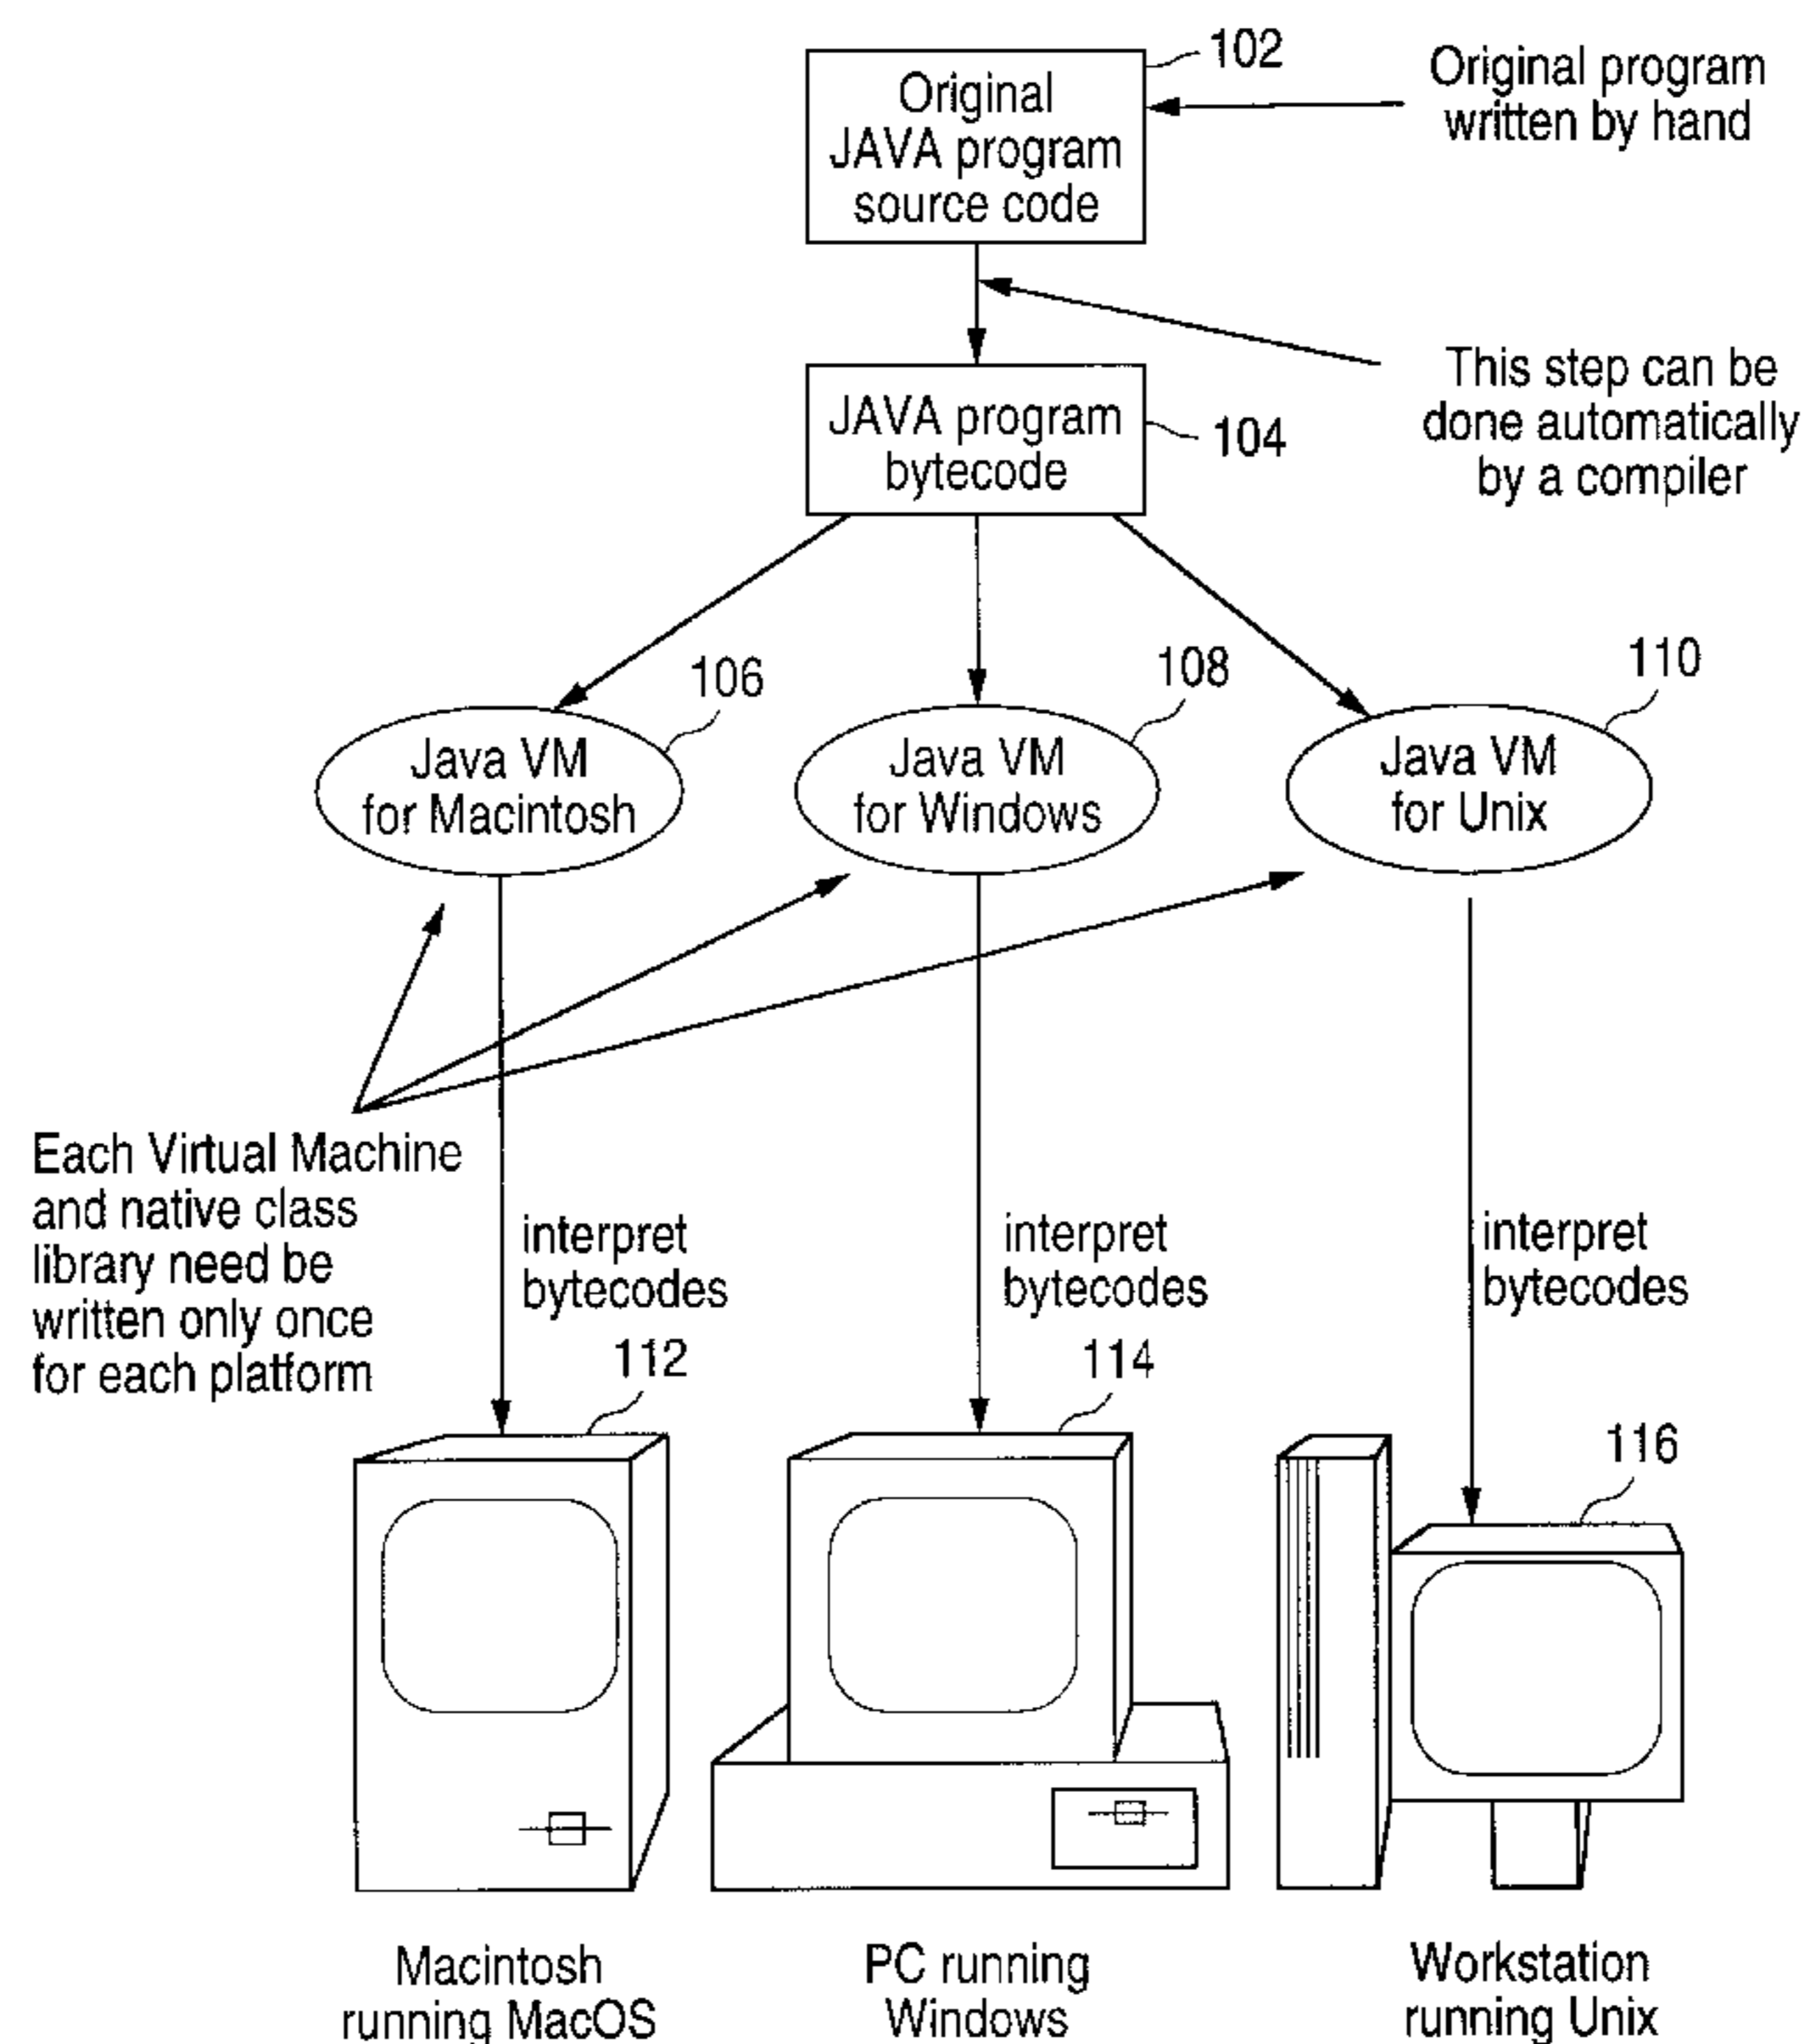 102
Original
JAVA program
source code
Original program
written by hand
This step can be
done automatically
by a compiler
JAVA program
bytecode
104
106
108
110
Java VM
for Macintosh
Java VM
for Windows
Java VM
for Unix
Each Virtual Machine
and native class
library need be
written only once
for each platform
interpret
bytecodes
interpret
bytecodes
interpret
bytecodes
112
114
116
Macintosh
running MacOS
PC running
Windows
Workstation
running Unix